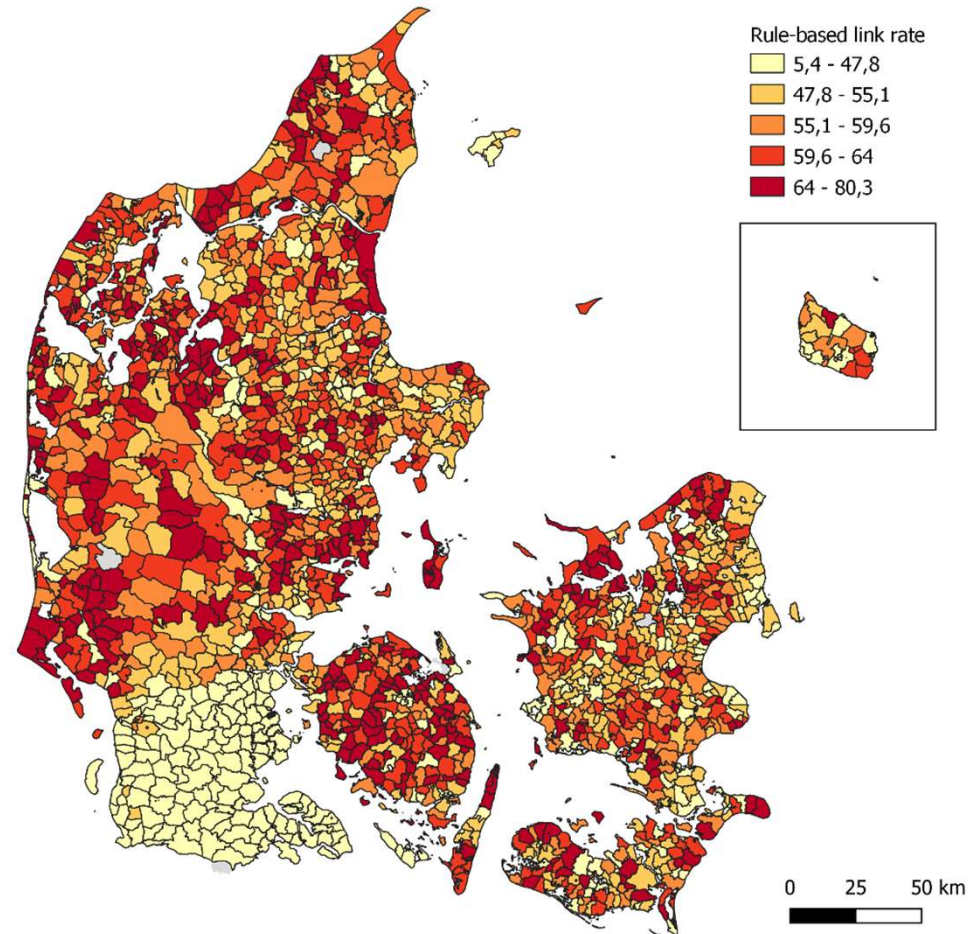 Rule-based link rate
5,4 - 47,8
47,8 - 55,1
55,1 - 59,6
59,6 - 64
64 - 80,3
0 25 50 km